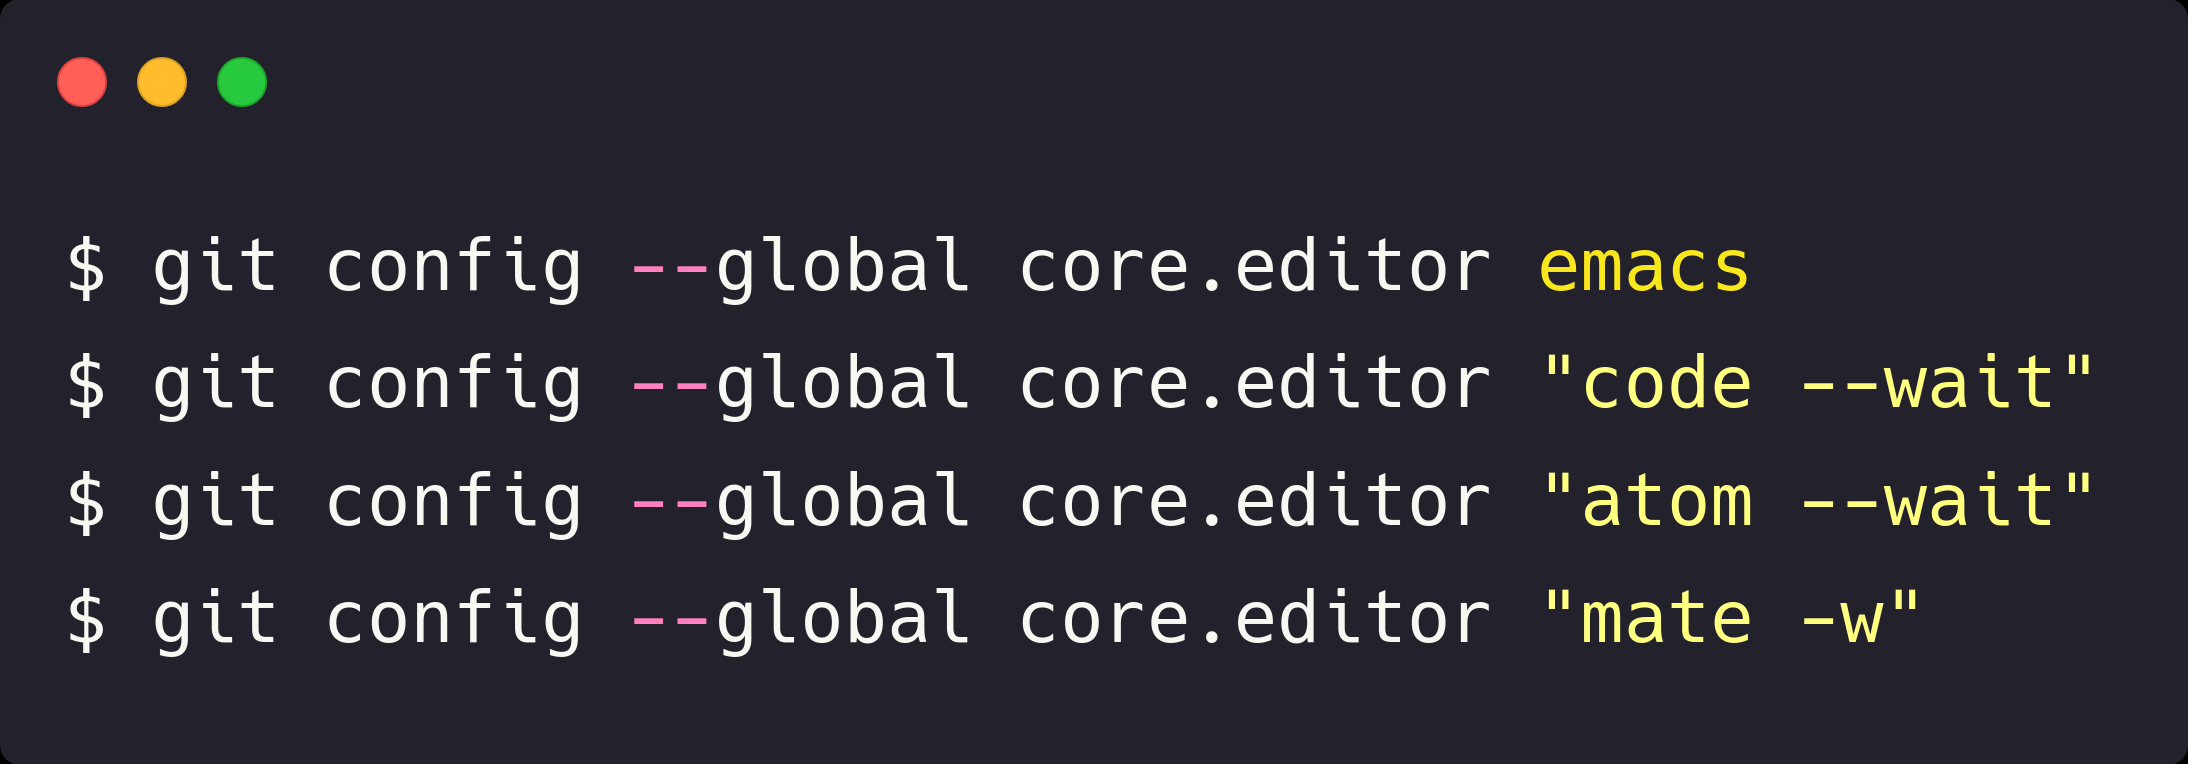 $ git config --global core.editor emacs
$ git config --global core.editor "code --wait"
$ git config --global core.editor "atom --wait"
$ git config --global core.editor "mate -w"